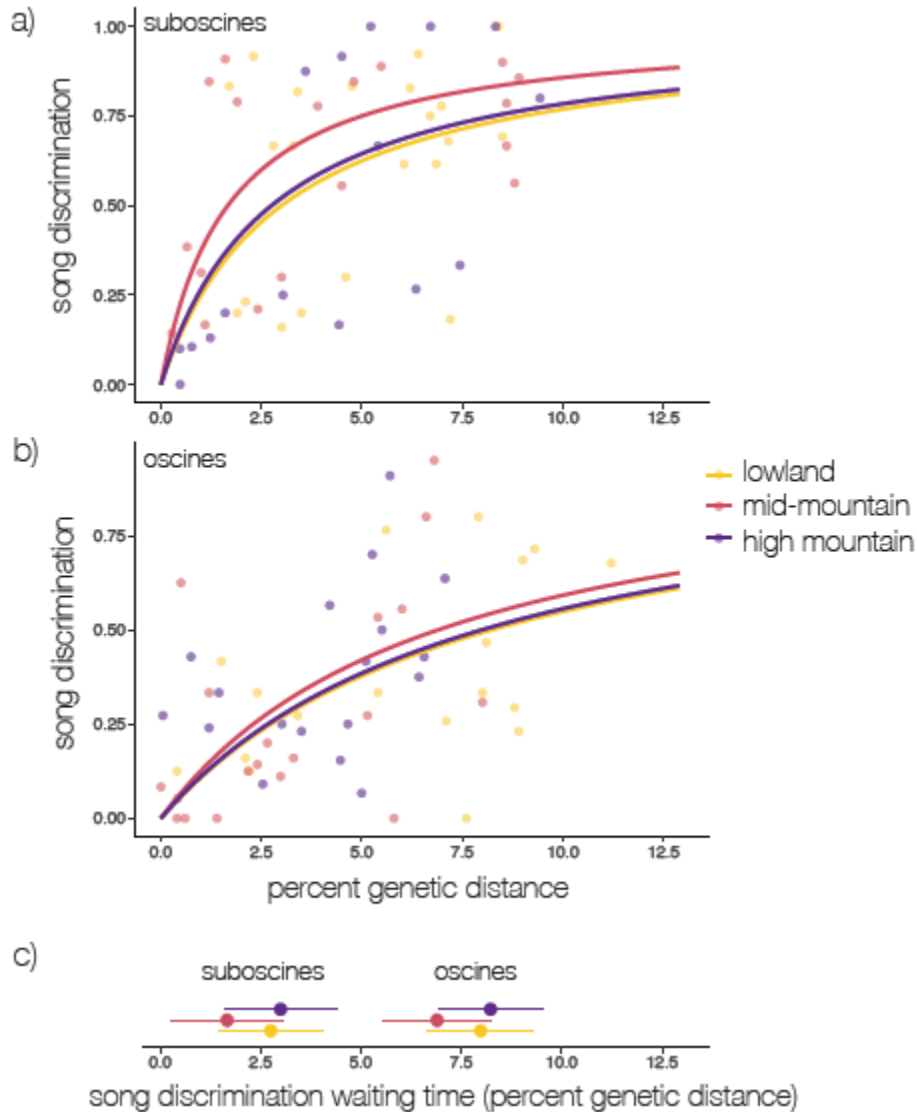 a)
suboscines
1.00
0.75
0.50
0.25
0.00
song discrimination
0.0 2.5 5.0 7.5 10.0 12.5
b)
oscines
0.75
0.50
0.25
0.00
song discrimination
0.0 2.5 5.0 7.5 10.0 12.5
percent genetic distance
lowland
mid-mountain
high mountain
c)
suboscines oscines
0.0 2.5 5.0 7.5 10.0 12.5
song discrimination waiting time (percent genetic distance)